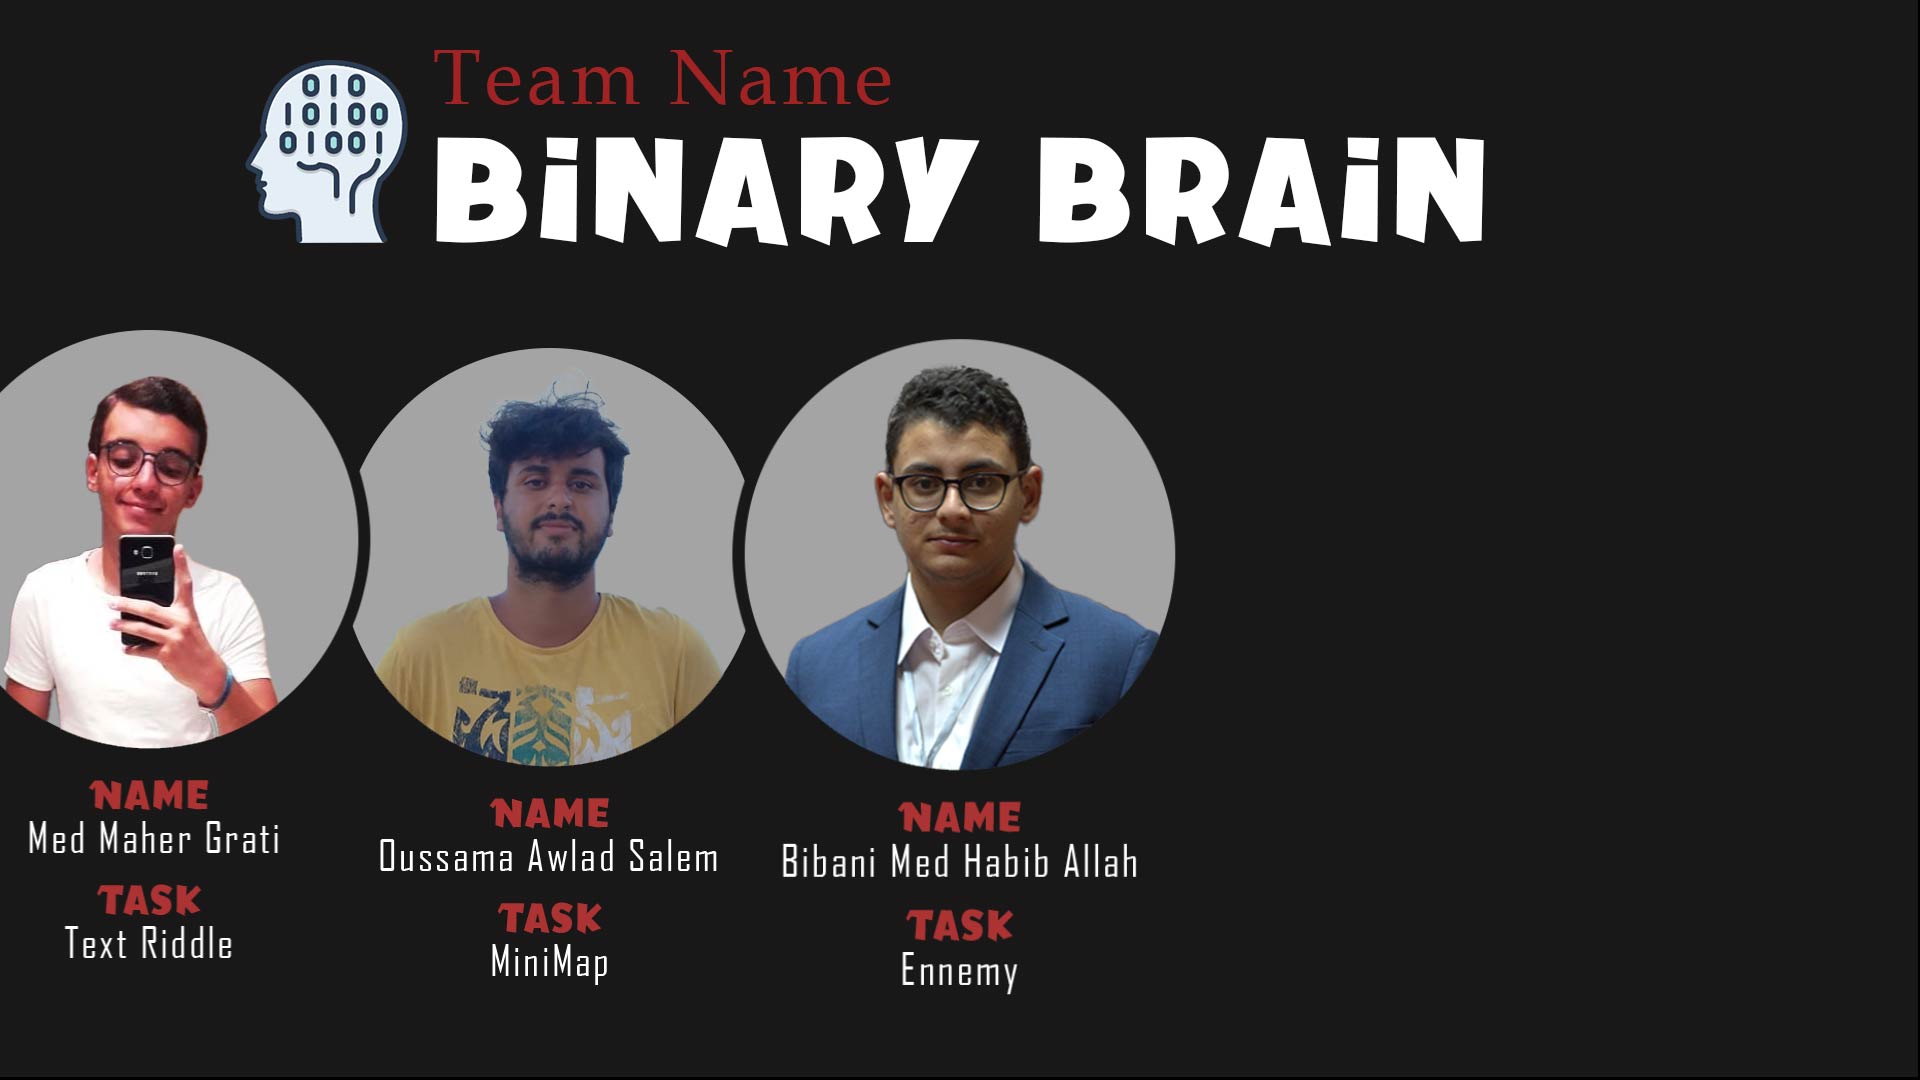 010
10100
01001
Team Name
BiNARY BRAiN
NAME
Med Maher Grati
TASK
Text Riddle
NAME
Oussama Awlad Salem
TASK
MiniMap
NAME
Bibani Med Habib Allah
TASK
Ennemy